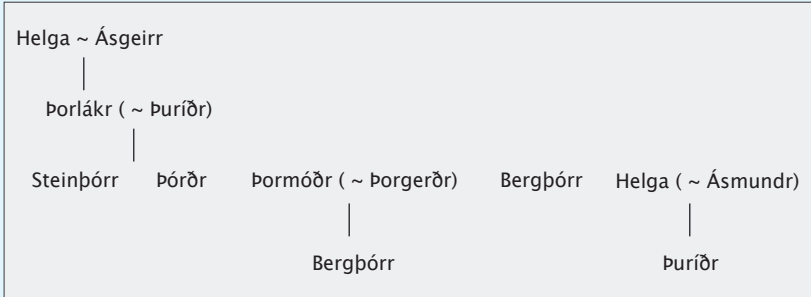 Helga ~ Ásgeirr
Þorlákr ( ~ Þuríðr)
Steinþórr Þórðr Þormóðr ( ~ Þorgerðr) Bergþórr Helga ( ~ Ásmundr)
Bergþórr Þuríðr